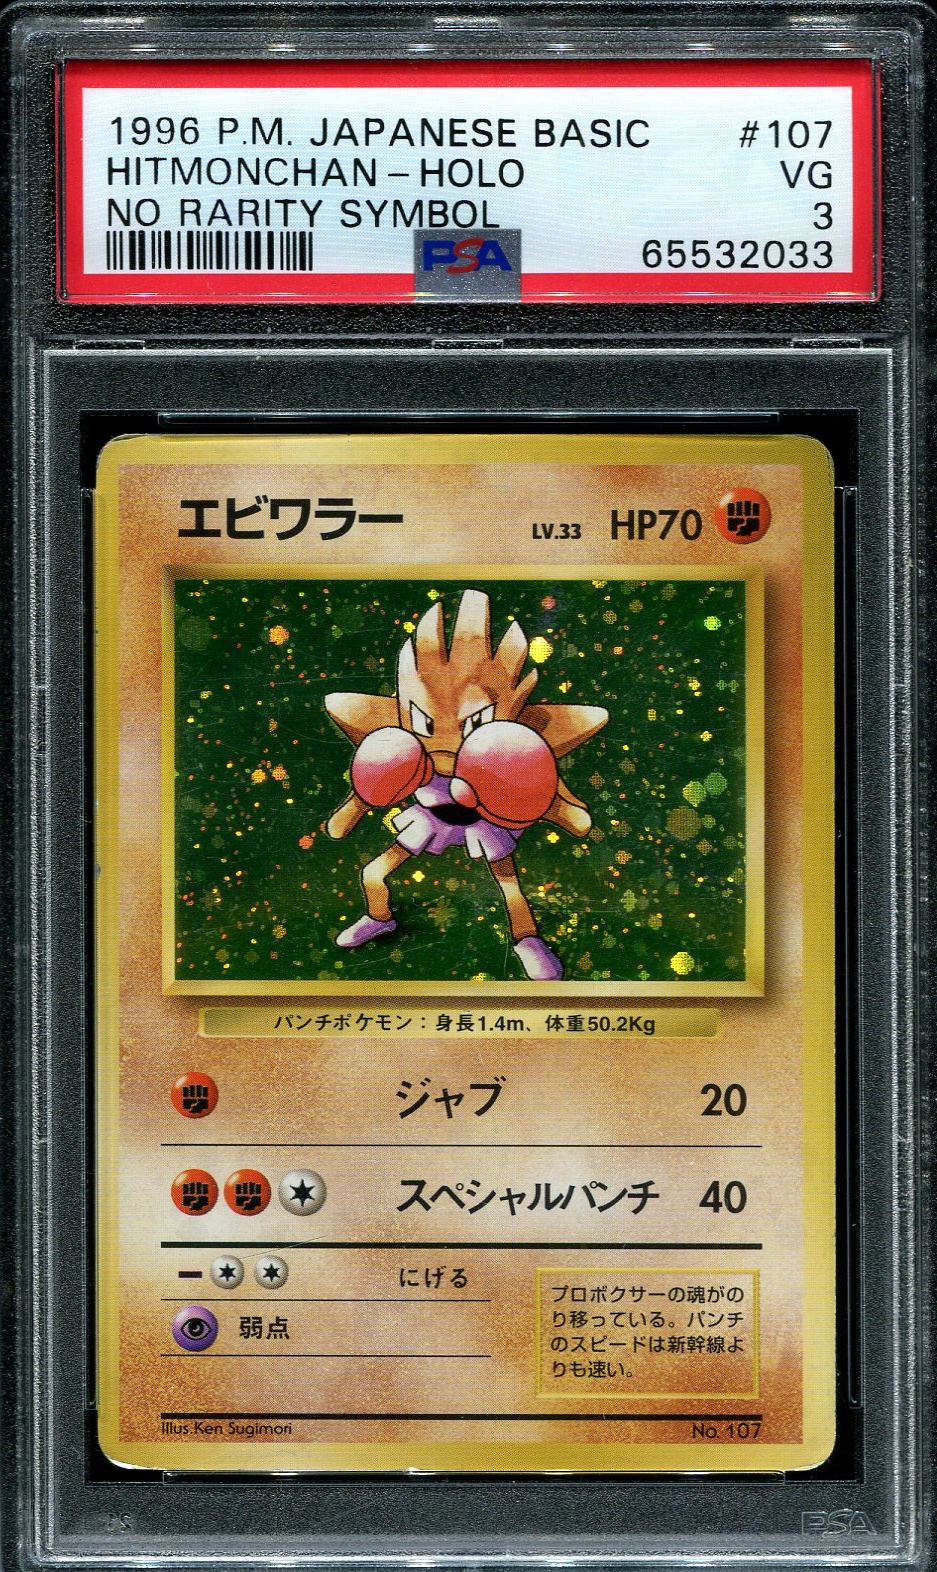 1996 P.M. JAPANESE BASIC #107
HITMONCHAN - HOLO VG
NO RARITY SYMBOL 3
PSA 65532033
エビワラー LV.33 HP70
パンチポケモン：身長1.4m、体重50.2Kg
ジャブ 20
スペシャルパンチ 40
にげる
弱点
プロボクサーの魂がの
り移っている。パンチ
のスピードは新幹線よ
りも速い。
Illus.Ken Sugimori No. 107
PSA